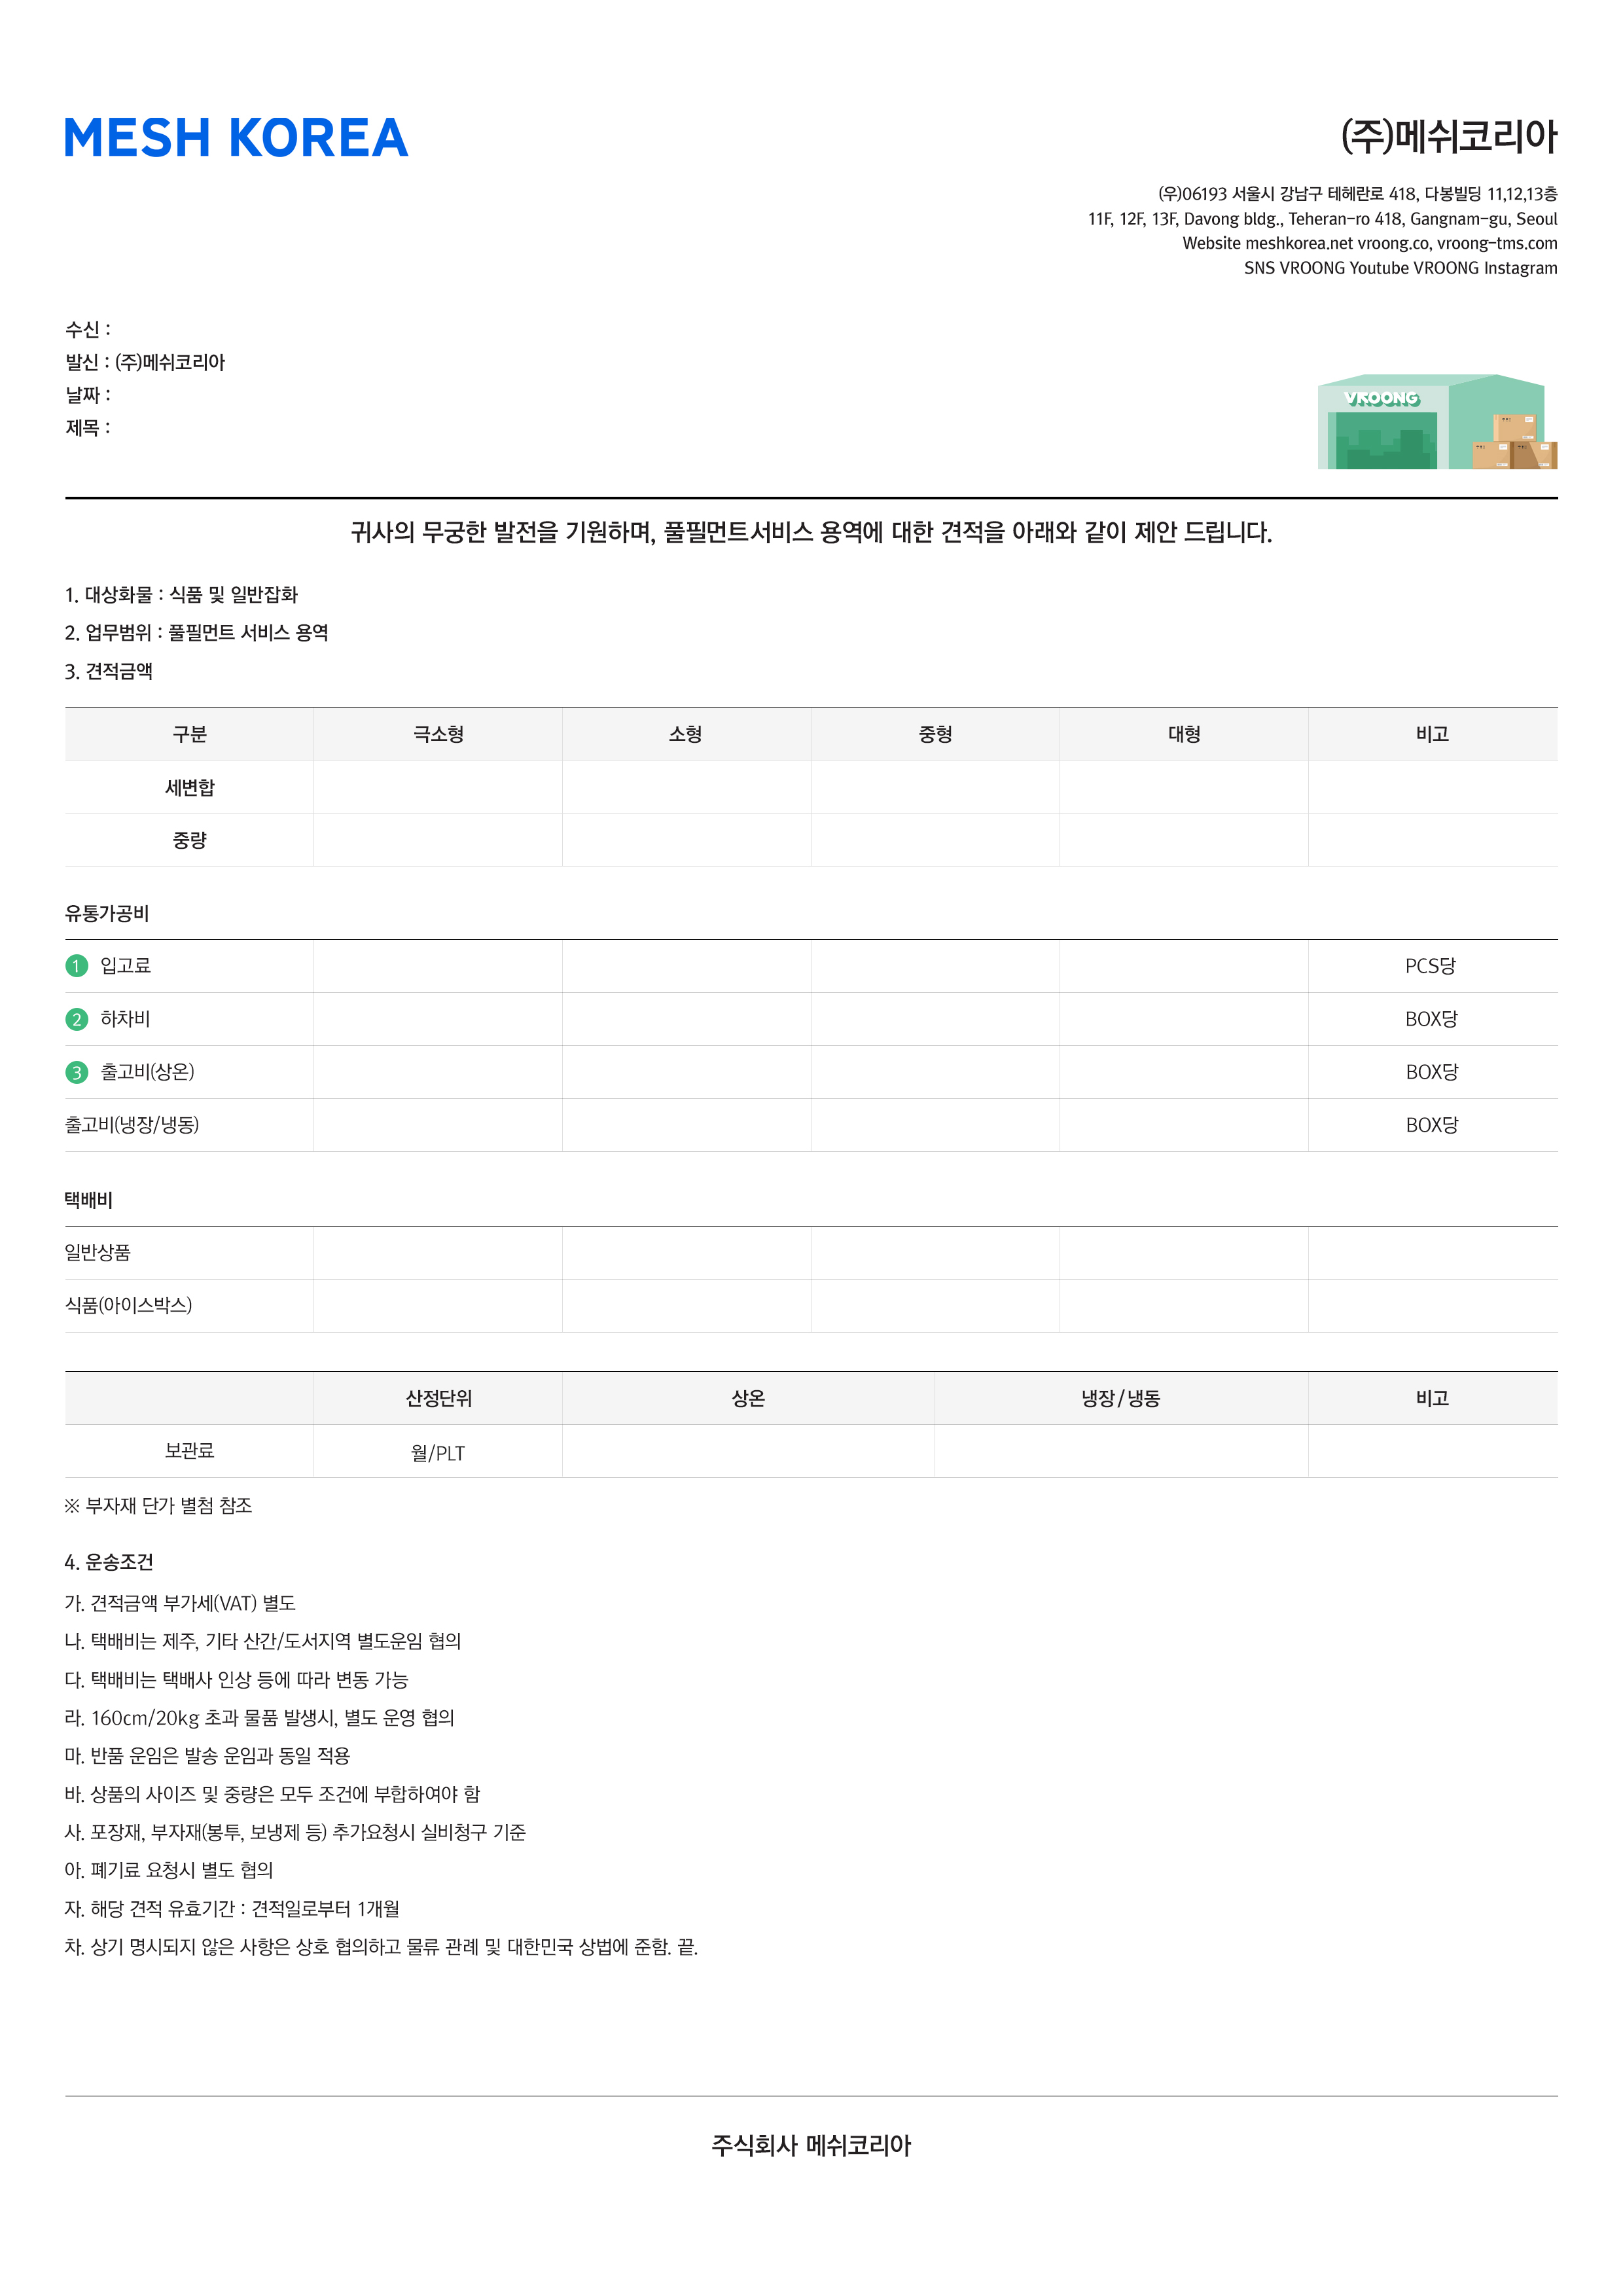 MESH KOREA
(주)메쉬코리아
(우)06193 서울시 강남구 테헤란로 418, 다봉빌딩 11,12,13층
11F, 12F, 13F, Davong bldg., Teheran-ro 418, Gangnam-gu, Seoul
Website meshkorea.net vroong.co, vroong-tms.com
SNS VROONG Youtube VROONG Instagram
수신 :
발신 : (주)메쉬코리아
날짜 :
제목 :
VROONG
귀사의 무궁한 발전을 기원하며, 풀필먼트서비스 용역에 대한 견적을 아래와 같이 제안 드립니다.
1. 대상화물 : 식품 및 일반잡화
2. 업무범위 : 풀필먼트 서비스 용역
3. 견적금액
구분 극소형 소형 중형 대형 비고
세변합
중량
유통가공비
1 입고료 PCS당
2 하차비 BOX당
3 출고비(상온) BOX당
출고비(냉장/냉동) BOX당
택배비
일반상품
식품(아이스박스)
산정단위 상온 냉장/냉동 비고
보관료 월/PLT
※ 부자재 단가 별첨 참조
4. 운송조건
가. 견적금액 부가세(VAT) 별도
나. 택배비는 제주, 기타 산간/도서지역 별도운임 협의
다. 택배비는 택배사 인상 등에 따라 변동 가능
라. 160cm/20kg 초과 물품 발생시, 별도 운영 협의
마. 반품 운임은 발송 운임과 동일 적용
바. 상품의 사이즈 및 중량은 모두 조건에 부합하여야 함
사. 포장재, 부자재(봉투, 보냉제 등) 추가요청시 실비청구 기준
아. 폐기료 요청시 별도 협의
자. 해당 견적 유효기간 : 견적일로부터 1개월
차. 상기 명시되지 않은 사항은 상호 협의하고 물류 관례 및 대한민국 상법에 준함. 끝.
주식회사 메쉬코리아